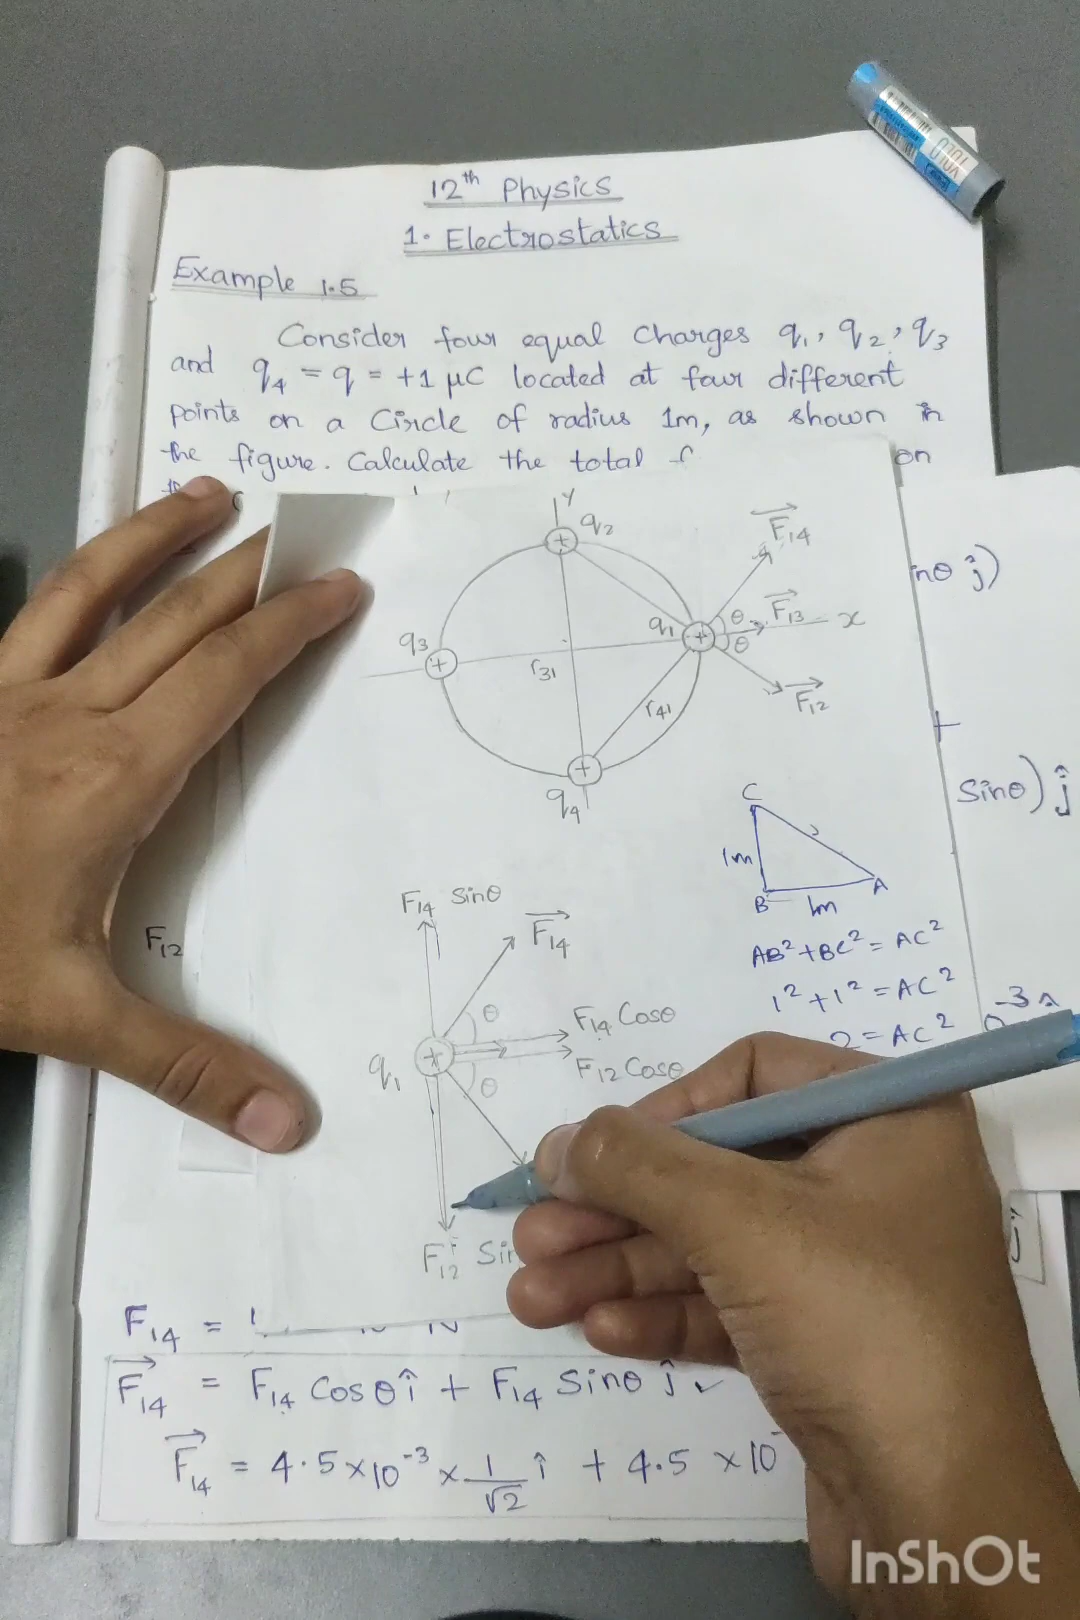 12th Physics
1. Electrostatics
Example 1.5
Consider four equal charges q1, q2, q3
and q4 = q = +1 μC located at four different
points on a Circle of radius 1m, as shown in
the figure. Calculate the total on
Y
q2
F14
θ
F13
x
q1
θ
q3
r31
F12
r41
q4
nθ ĵ)
+
Sinθ) ĵ
C
1m
A
B
1m
AB² + BC² = AC²
1² + 1² = AC²
2 = AC²
F14 Sinθ
F14
F12
θ
F14 Cosθ
F12 Cosθ
q1
θ
F12
F14 =
F14 = F14 Cosθ î + F14 Sinθ ĵ ✓
F14 = 4.5 × 10⁻³ × 1/√2 î + 4.5 × 10
YOLO
InShOt